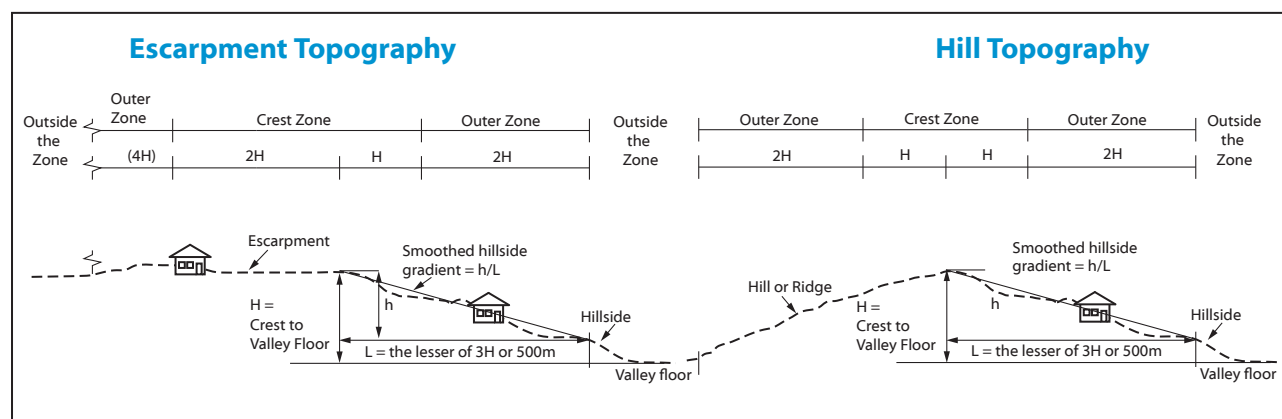 Escarpment Topography
Hill Topography
Outside
the
Zone
Outer
Zone
Crest Zone
Outer Zone
Outside
the
Zone
Outer Zone
Crest Zone
Outer Zone
Outside
the
Zone
(4H)
2H
H
2H
2H
H
H
2H
Escarpment
Smoothed hillside
gradient = h/L
H =
Crest to
Valley Floor
h
Hillside
L = the lesser of 3H or 500m
Valley floor
Hill or Ridge
Smoothed hillside
gradient = h/L
H =
Crest to
Valley Floor
h
Hillside
L = the lesser of 3H or 500m
Valley floor